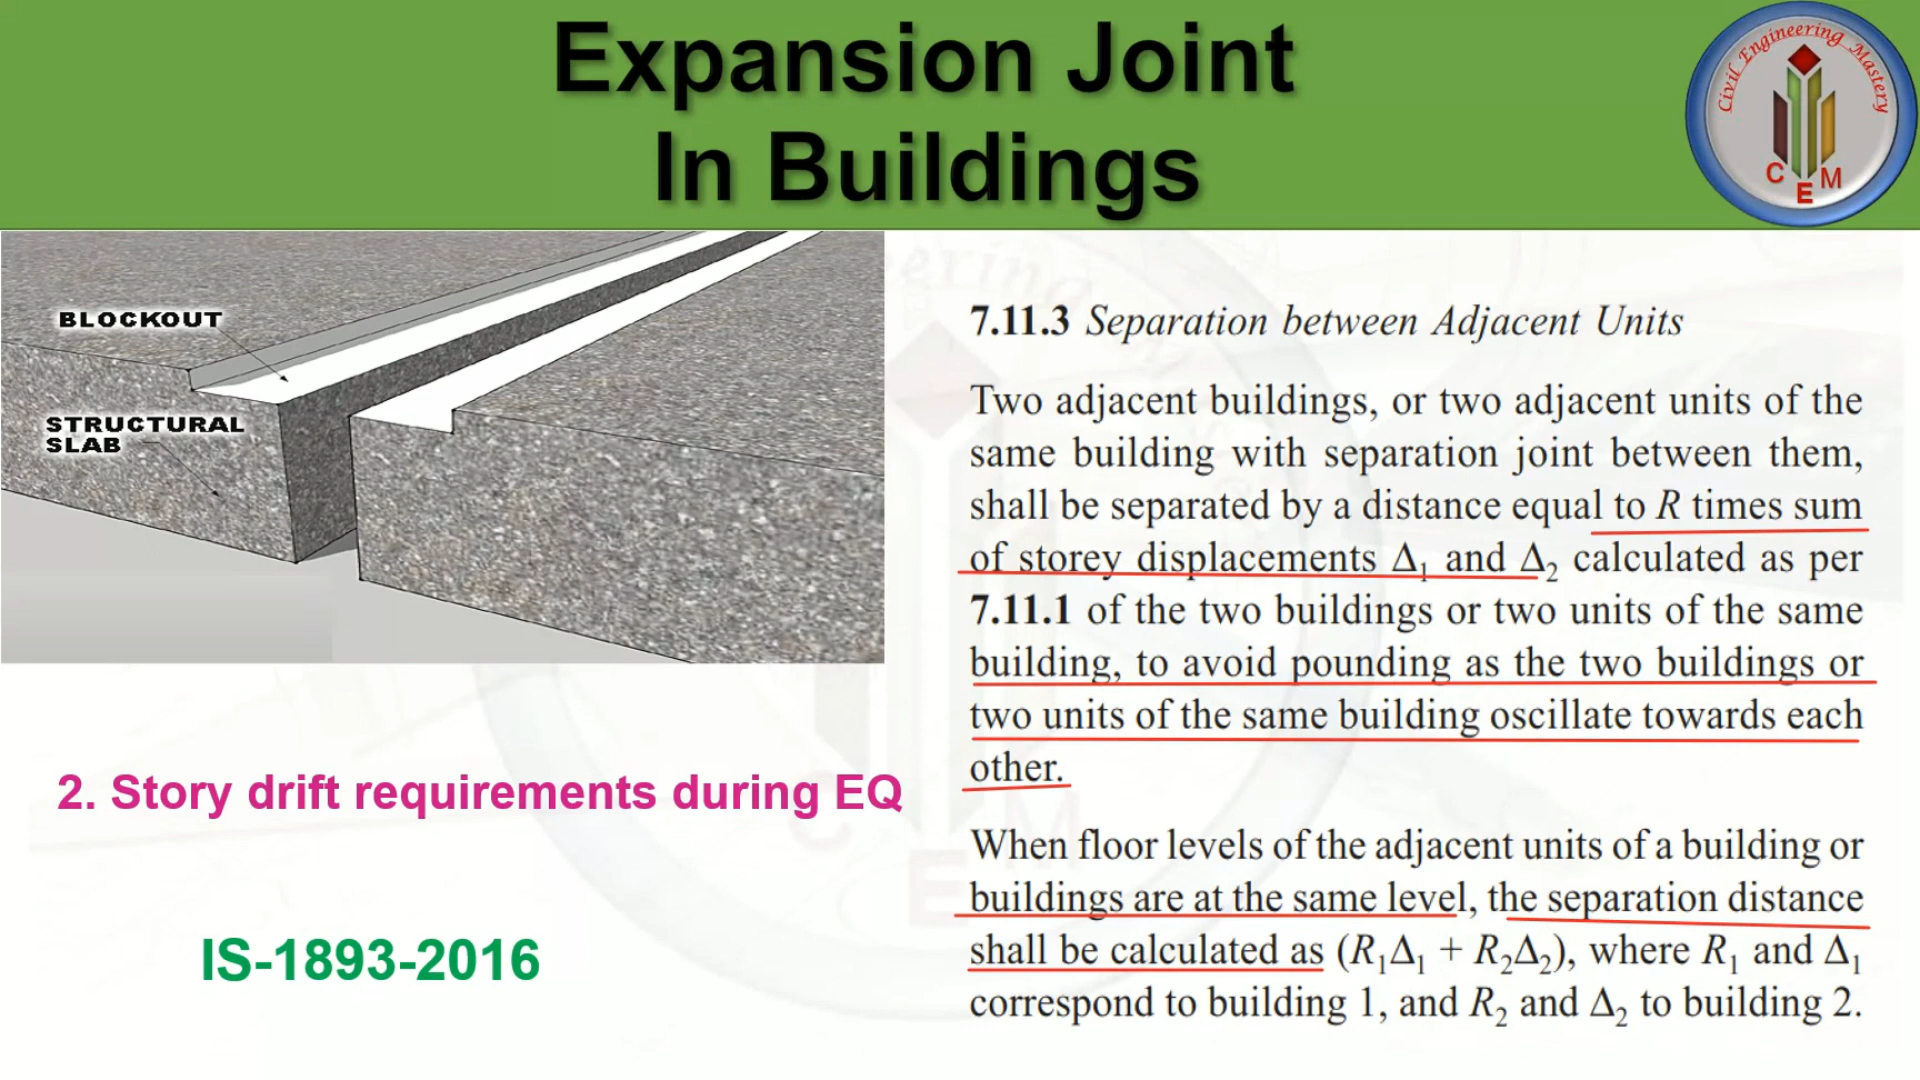 Expansion Joint
In Buildings
Civil Engineering Mastery
C E M
BLOCKOUT
STRUCTURAL
SLAB
2. Story drift requirements during EQ
IS-1893-2016
7.11.3 Separation between Adjacent Units
Two adjacent buildings, or two adjacent units of the
same building with separation joint between them,
shall be separated by a distance equal to R times sum
of storey displacements Δ₁ and Δ₂ calculated as per
7.11.1 of the two buildings or two units of the same
building, to avoid pounding as the two buildings or
two units of the same building oscillate towards each
other.
When floor levels of the adjacent units of a building or
buildings are at the same level, the separation distance
shall be calculated as (R₁Δ₁ + R₂Δ₂), where R₁ and Δ₁
correspond to building 1, and R₂ and Δ₂ to building 2.